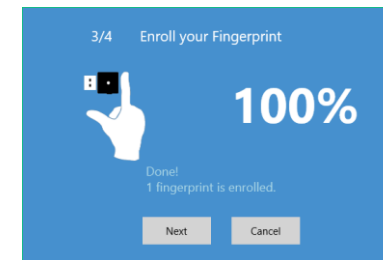 3/4 Enroll your Fingerprint
100%
Done!
1 fingerprint is enrolled.
Next Cancel